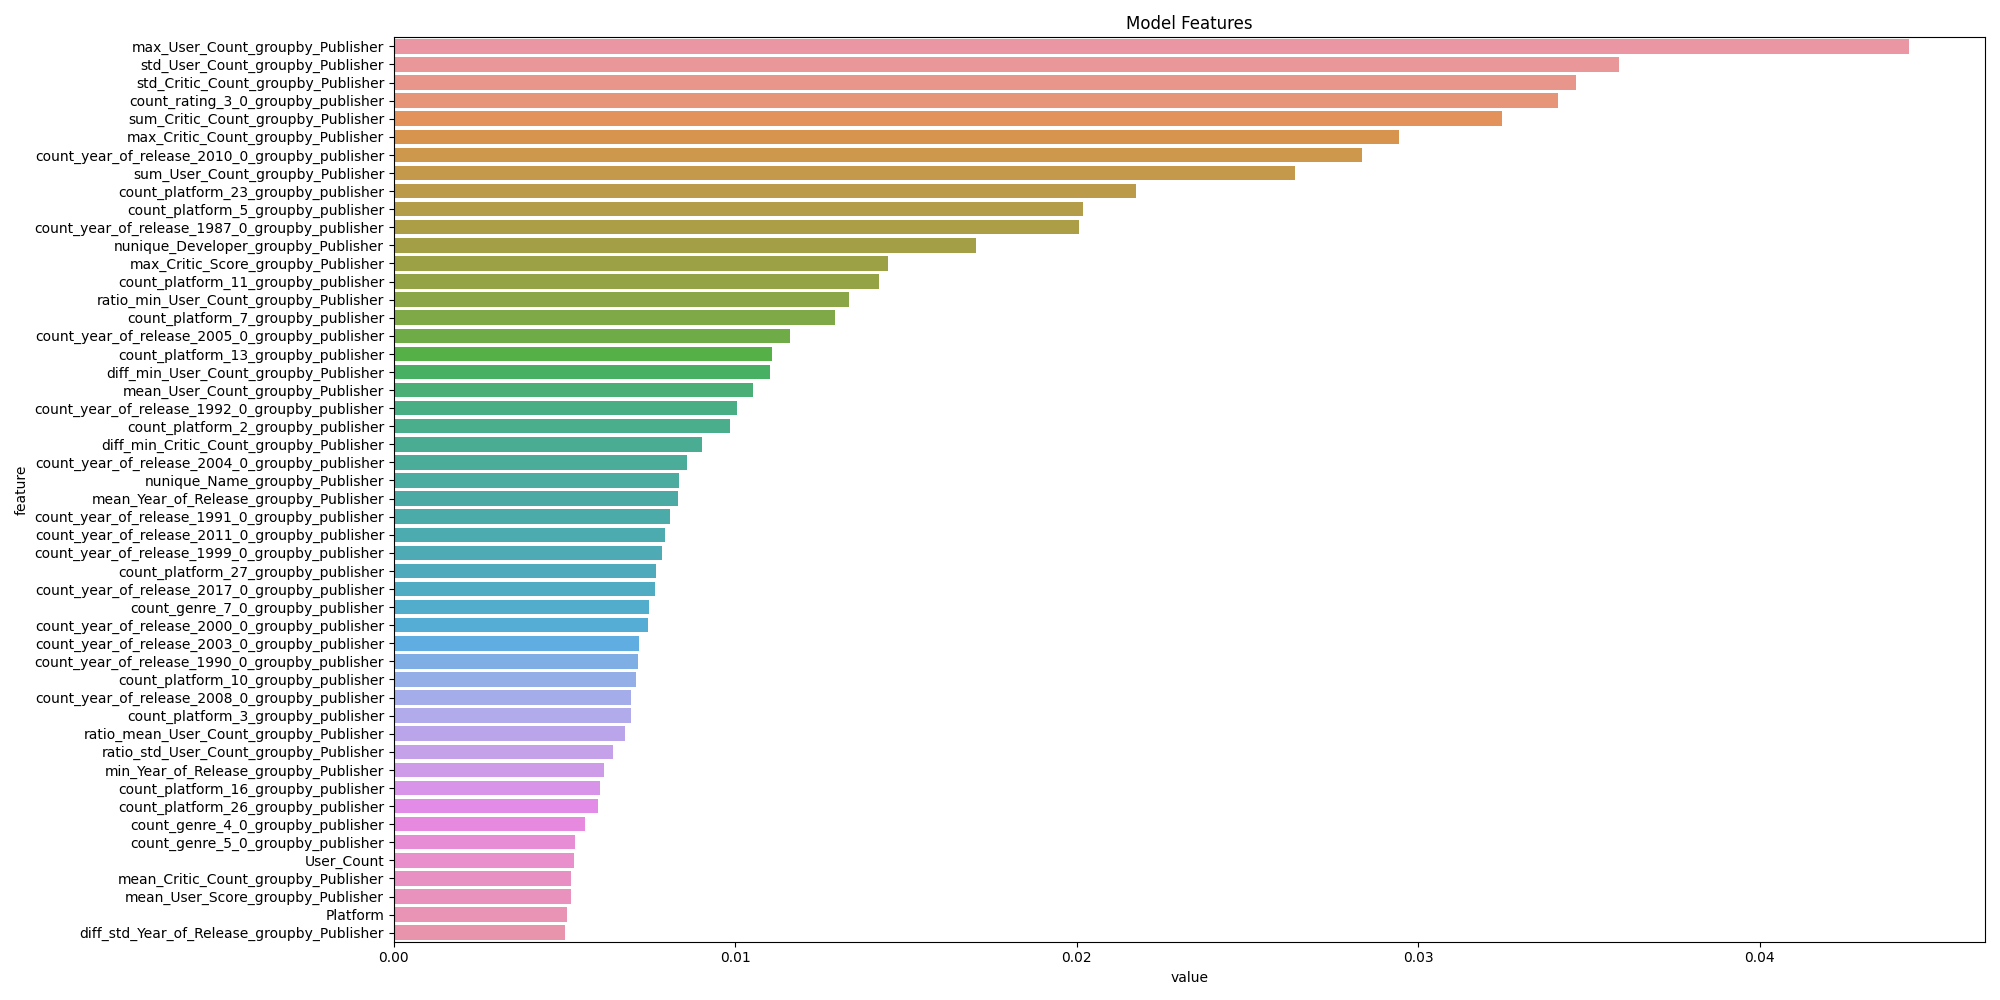 Model Features
max_User_Count_groupby_Publisher
std_User_Count_groupby_Publisher
std_Critic_Count_groupby_Publisher
count_rating_3_0_groupby_publisher
sum_Critic_Count_groupby_Publisher
max_Critic_Count_groupby_Publisher
count_year_of_release_2010_0_groupby_publisher
sum_User_Count_groupby_Publisher
count_platform_23_groupby_publisher
count_platform_5_groupby_publisher
count_year_of_release_1987_0_groupby_publisher
nunique_Developer_groupby_Publisher
max_Critic_Score_groupby_Publisher
count_platform_11_groupby_publisher
ratio_min_User_Count_groupby_Publisher
count_platform_7_groupby_publisher
count_year_of_release_2005_0_groupby_publisher
count_platform_13_groupby_publisher
diff_min_User_Count_groupby_Publisher
mean_User_Count_groupby_Publisher
count_year_of_release_1992_0_groupby_publisher
count_platform_2_groupby_publisher
diff_min_Critic_Count_groupby_Publisher
count_year_of_release_2004_0_groupby_publisher
nunique_Name_groupby_Publisher
mean_Year_of_Release_groupby_Publisher
count_year_of_release_1991_0_groupby_publisher
count_year_of_release_2011_0_groupby_publisher
count_year_of_release_1999_0_groupby_publisher
count_platform_27_groupby_publisher
count_year_of_release_2017_0_groupby_publisher
count_genre_7_0_groupby_publisher
count_year_of_release_2000_0_groupby_publisher
count_year_of_release_2003_0_groupby_publisher
count_year_of_release_1990_0_groupby_publisher
count_platform_10_groupby_publisher
count_year_of_release_2008_0_groupby_publisher
count_platform_3_groupby_publisher
ratio_mean_User_Count_groupby_Publisher
ratio_std_User_Count_groupby_Publisher
min_Year_of_Release_groupby_Publisher
count_platform_16_groupby_publisher
count_platform_26_groupby_publisher
count_genre_4_0_groupby_publisher
count_genre_5_0_groupby_publisher
User_Count
mean_Critic_Count_groupby_Publisher
mean_User_Score_groupby_Publisher
Platform
diff_std_Year_of_Release_groupby_Publisher
feature
0.00 0.01 0.02 0.03 0.04
value